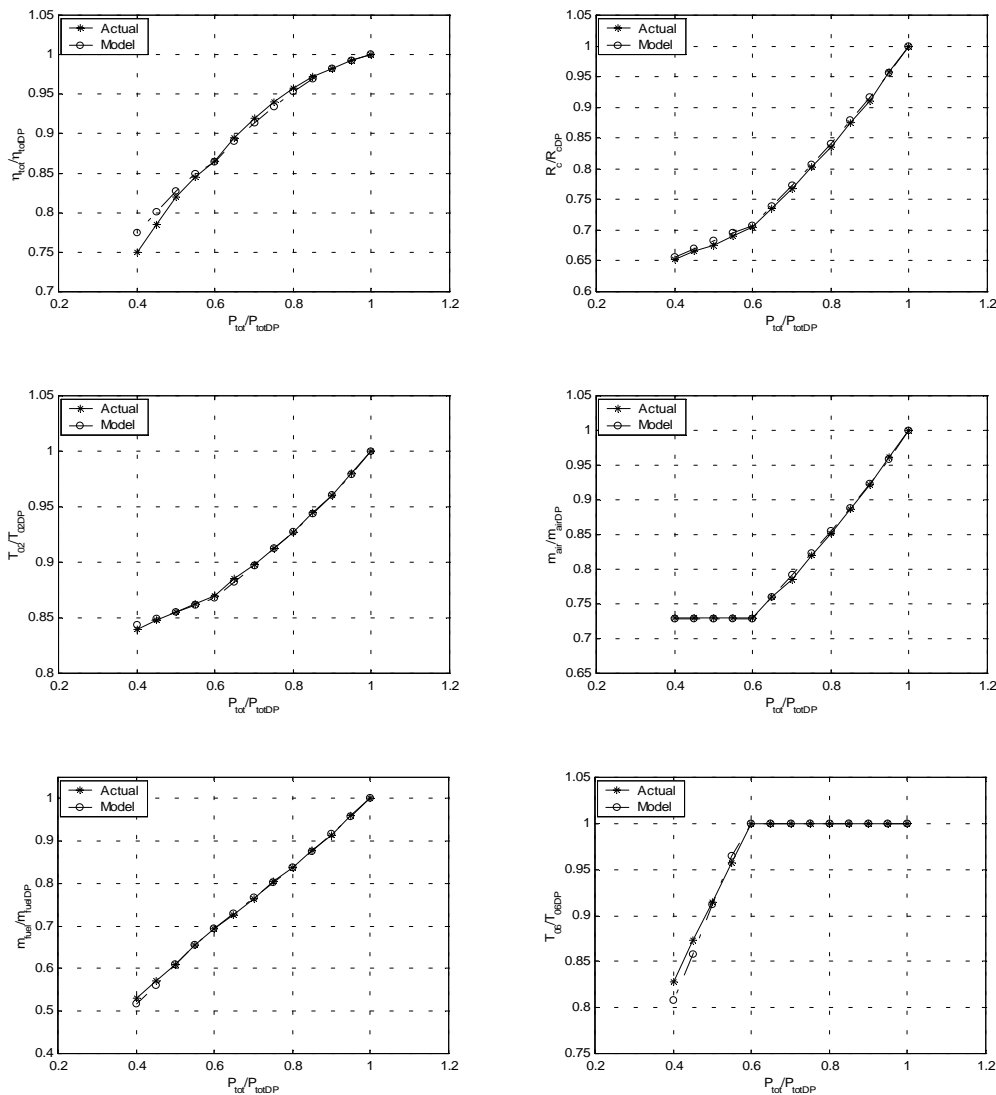 1.05
Actual
Model
1
0.95
0.9
0.85
0.8
0.75
0.7
η_tot/η_totDP
0.2 0.4 0.6 0.8 1 1.2
P_tot/P_totDP
1.05
Actual
Model
1
0.95
0.9
0.85
0.8
0.75
0.7
0.65
0.6
R_c/R_cDP
0.2 0.4 0.6 0.8 1 1.2
P_tot/P_totDP
1.05
Actual
Model
1
0.95
0.9
0.85
0.8
T_02/T_02DP
0.2 0.4 0.6 0.8 1 1.2
P_tot/P_totDP
1.05
Actual
Model
1
0.95
0.9
0.85
0.8
0.75
0.7
0.65
m_air/m_airDP
0.2 0.4 0.6 0.8 1 1.2
P_tot/P_totDP
Actual
Model
1
0.9
0.8
0.7
0.6
0.5
0.4
m_fuel/m_fuelDP
0.2 0.4 0.6 0.8 1 1.2
P_tot/P_totDP
1.05
Actual
Model
1
0.95
0.9
0.85
0.8
0.75
T_06/T_06DP
0.2 0.4 0.6 0.8 1 1.2
P_tot/P_totDP